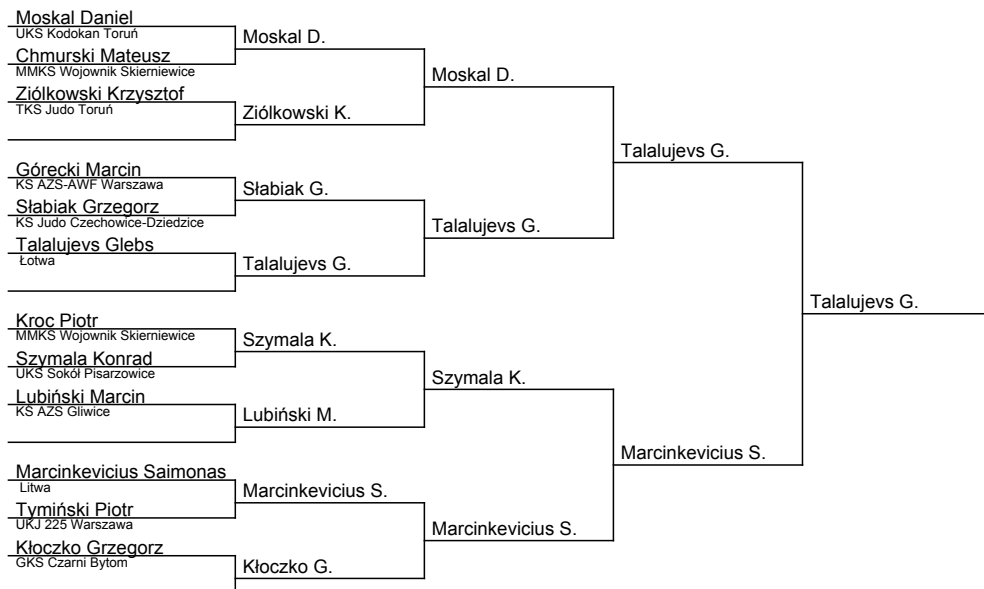 Moskal Daniel
UKS Kodokan Toruń
Moskal D.
Chmurski Mateusz
MMKS Wojownik Skierniewice
Moskal D.
Ziółkowski Krzysztof
TKS Judo Toruń
Ziółkowski K.
Talalujevs G.
Górecki Marcin
KS AZS-AWF Warszawa
Słabiak G.
Słabiak Grzegorz
KS Judo Czechowice-Dziedzice
Talalujevs G.
Talalujevs Glebs
Łotwa
Talalujevs G.
Talalujevs G.
Kroc Piotr
MMKS Wojownik Skierniewice
Szymala K.
Szymala Konrad
UKS Sokół Pisarzowice
Szymala K.
Lubiński Marcin
KS AZS Gliwice
Lubiński M.
Marcinkevicius S.
Marcinkevicius Saimonas
Litwa
Marcinkevicius S.
Tymiński Piotr
UKJ 225 Warszawa
Marcinkevicius S.
Kłoczko Grzegorz
GKS Czarni Bytom
Kłoczko G.